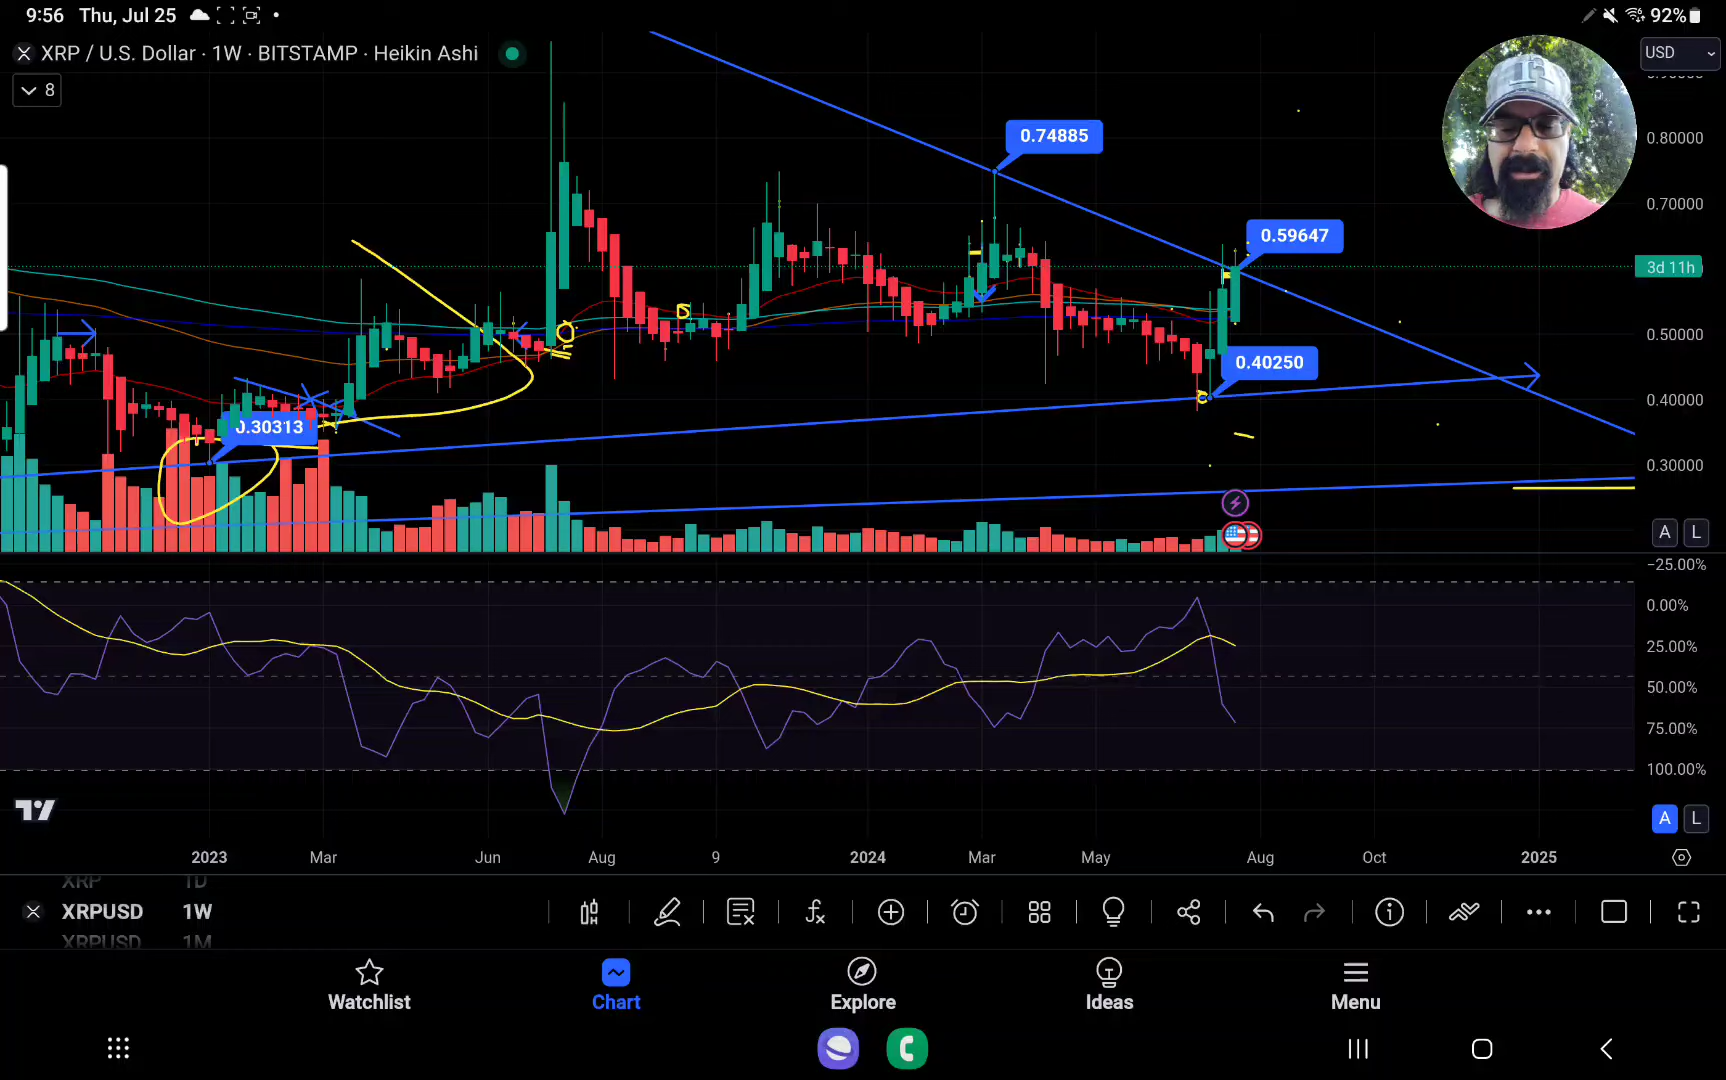 9:56 Thu, Jul 25 92%
XRP / U.S. Dollar · 1W · BITSTAMP · Heikin Ashi
USD
8
0.74885
0.80000
0.70000
0.59647
3d 11h
0.50000
0.40250
0.40000
0.30313
0.30000
A L
−25.00%
0.00%
25.00%
50.00%
75.00%
100.00%
A L
2023 Mar Jun Aug 9 2024 Mar May Aug Oct 2025
XRP 1D
XRPUSD 1W
XRPUSD 1M
Watchlist Chart Explore Ideas Menu